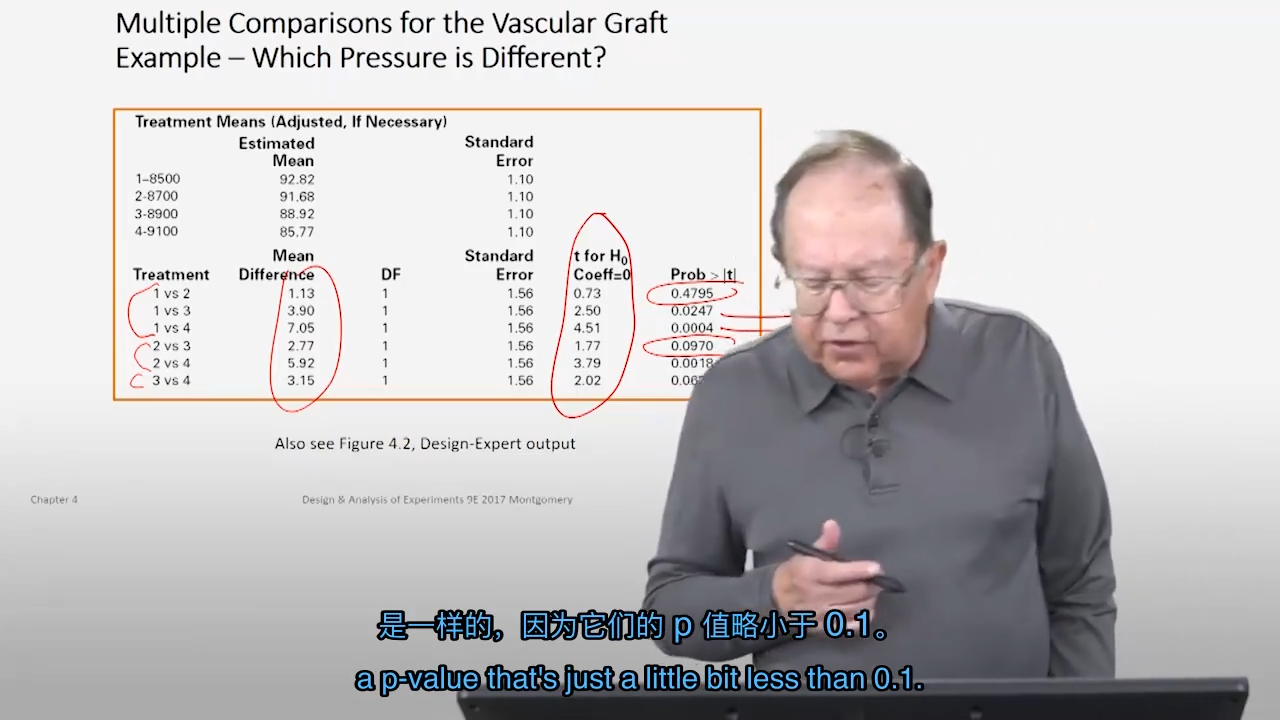 Multiple Comparisons for the Vascular Graft
Example – Which Pressure is Different?
Treatment Means (Adjusted, If Necessary)
Estimated Standard
Mean Error
1–8500 92.82 1.10
2-8700 91.68 1.10
3-8900 88.92 1.10
4-9100 85.77 1.10
Mean Standard t for H0
Treatment Difference DF Error Coeff=0 Prob > |t|
1 vs 2 1.13 1 1.56 0.73 0.4795
1 vs 3 3.90 1 1.56 2.50 0.0247
1 vs 4 7.05 1 1.56 4.51 0.0004
2 vs 3 2.77 1 1.56 1.77 0.0970
2 vs 4 5.92 1 1.56 3.79 0.0018
3 vs 4 3.15 1 1.56 2.02
Also see Figure 4.2, Design-Expert output
Chapter 4
Design & Analysis of Experiments 9E 2017 Montgomery
是一样的，因为它们的 p 值略小于 0.1。
a p-value that's just a little bit less than 0.1.